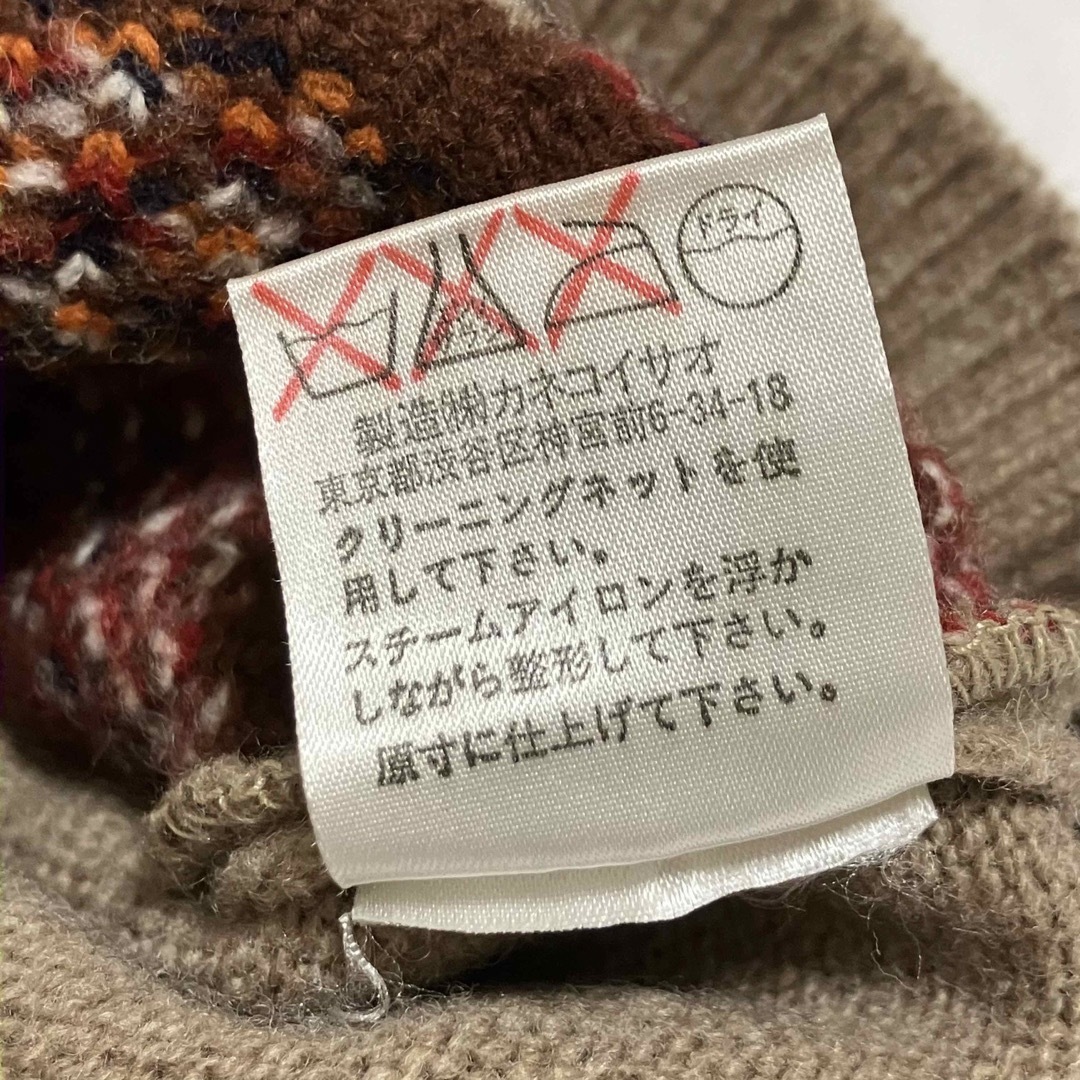 ドライ
製造㈱カネコイサオ
東京都渋谷区神宮前6-34-18
クリーニングネットを使
用して下さい。
スチームアイロンを浮か
しながら整形して下さい。
原寸に仕上げて下さい。